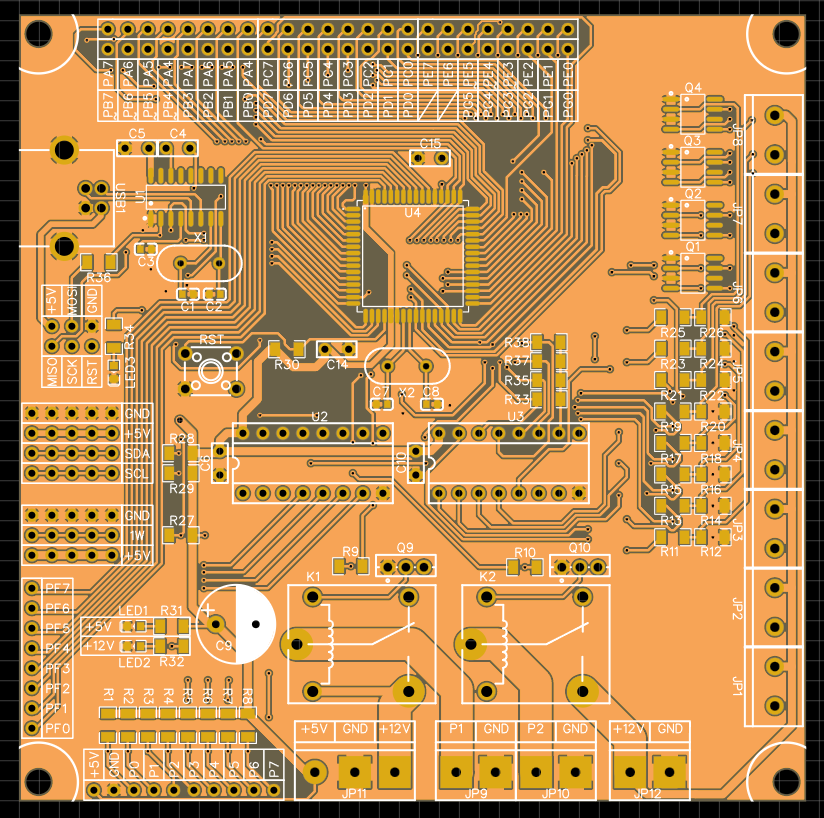 PB7 PA7 PB6 PA6 PB5 PA5 PB4 PA4 PB3 PA3 PB2 PA6 PB1 PA5 PB0 PA4
PD7 PC7 PD6 PC6 PD5 PC5 PD4 PC4 PD3 PC3 PD2 PC2 PD1 PC1 PD0 PC0
PE7 PE6 PG5 PE5 PG4 PE4 PG3 PE3 PG2 PE2 PG1 PE1 PG0 PE0
Q4
JP8
C5 C4
C15
Q3
USB1
U1
U4
Q2
JP7
X1
C3
Q1
R36
+5V MOSI GND
C1 C2
JP6
R25 R26
MISO SCK RST
R34
LED3
RST
R30
C14
R38
R37
R35
R33
R23 R24
JP5
X2
C7 C8
R21 R22
GND
+5V
SDA
SCL
U2
U3
R19 R20
R28
R29
C6
C10
JP4
R17 R18
R15 R16
GND
1W
+5V
R27
R13 R14
JP3
R11 R12
R9
Q9
R10
Q10
PF7
PF6
PF5
PF4
PF3
PF2
PF1
PF0
K1
K2
JP2
LED1
+5V
R31
+12V
LED2
R32
+
C9
JP1
R1 R2 R3 R4 R5 R6 R7 R8
+5V GND +12V
P1 GND P2 GND
+12V GND
+5V GND P0 P1 P2 P3 P4 P5 P6 P7
JP11
JP9
JP10
JP12